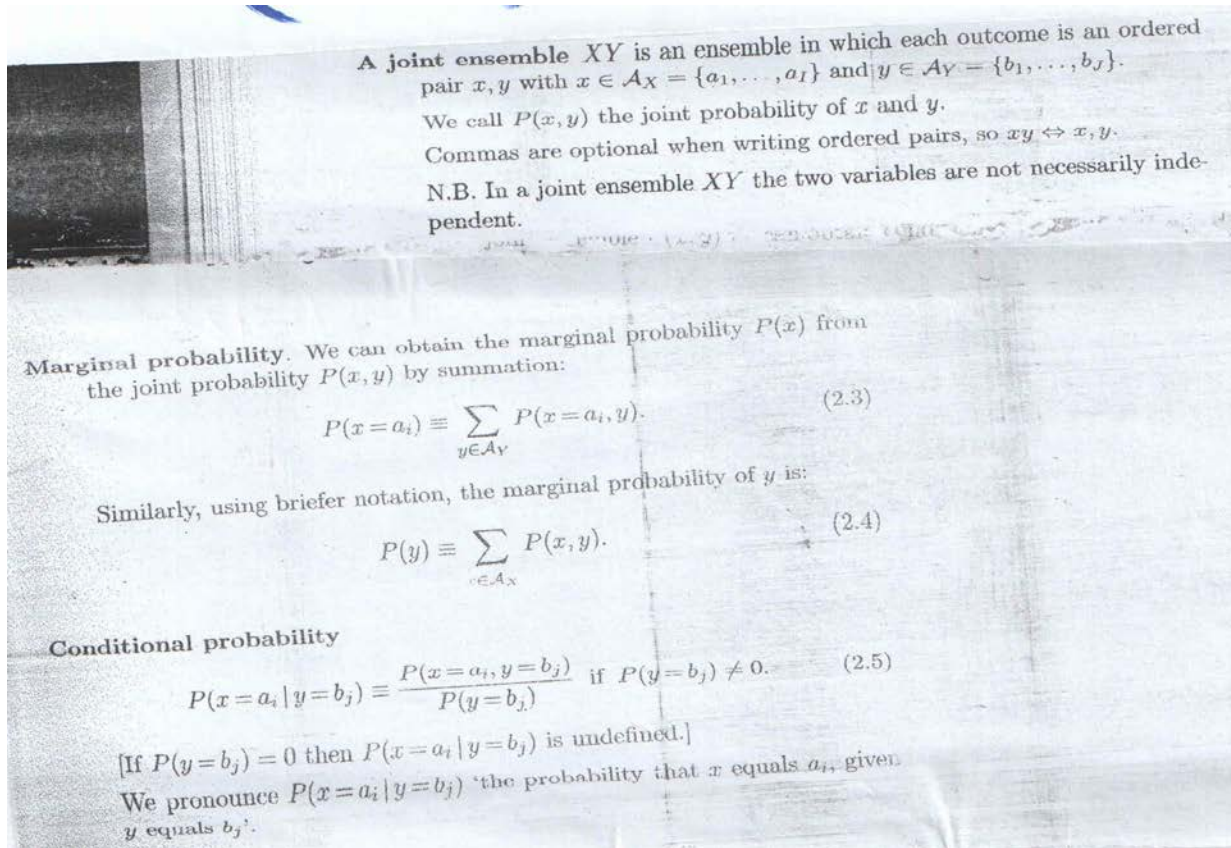 A joint ensemble XY is an ensemble in which each outcome is an ordered
pair x, y with x ∈ A_X = {a_1, . . . , a_I} and y ∈ A_Y = {b_1, . . . , b_J}.
We call P(x, y) the joint probability of x and y.
Commas are optional when writing ordered pairs, so xy ⇔ x, y.
N.B. In a joint ensemble XY the two variables are not necessarily inde-
pendent.
Marginal probability. We can obtain the marginal probability P(x) from
the joint probability P(x, y) by summation:
P(x = a_i) ≡ ∑_{y∈A_Y} P(x = a_i, y). (2.3)
Similarly, using briefer notation, the marginal probability of y is:
P(y) ≡ ∑_{x∈A_X} P(x, y). (2.4)
Conditional probability
P(x = a_i | y = b_j) ≡ P(x = a_i, y = b_j) / P(y = b_j) if P(y = b_j) ≠ 0. (2.5)
[If P(y = b_j) = 0 then P(x = a_i | y = b_j) is undefined.]
We pronounce P(x = a_i | y = b_j) ‘the probability that x equals a_i, given
y equals b_j’.